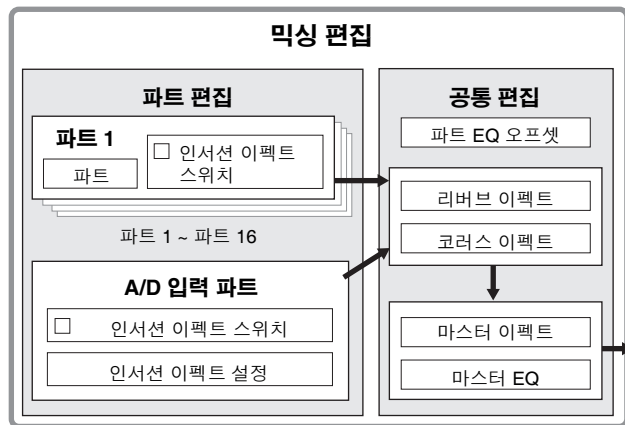 믹싱 편집
파트 편집
파트 1
파트
인서션 이펙트
스위치
파트 1 ~ 파트 16
A/D 입력 파트
인서션 이펙트 스위치
인서션 이펙트 설정
공통 편집
파트 EQ 오프셋
리버브 이펙트
코러스 이펙트
마스터 이펙트
마스터 EQ